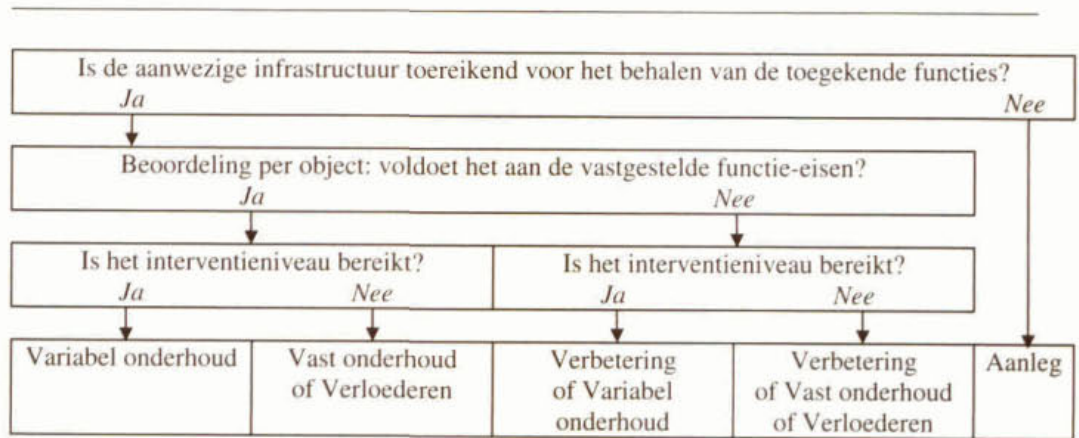 Is de aanwezige infrastructuur toereikend voor het behalen van de toegekende functies?
Ja Nee
Beoordeling per object: voldoet het aan de vastgestelde functie-eisen?
Ja Nee
Is het interventieniveau bereikt? Is het interventieniveau bereikt?
Ja Nee Ja Nee
Variabel onderhoud Vast onderhoud Verbetering Verbetering Aanleg
of Verloederen of Variabel of Vast onderhoud
onderhoud of Verloederen